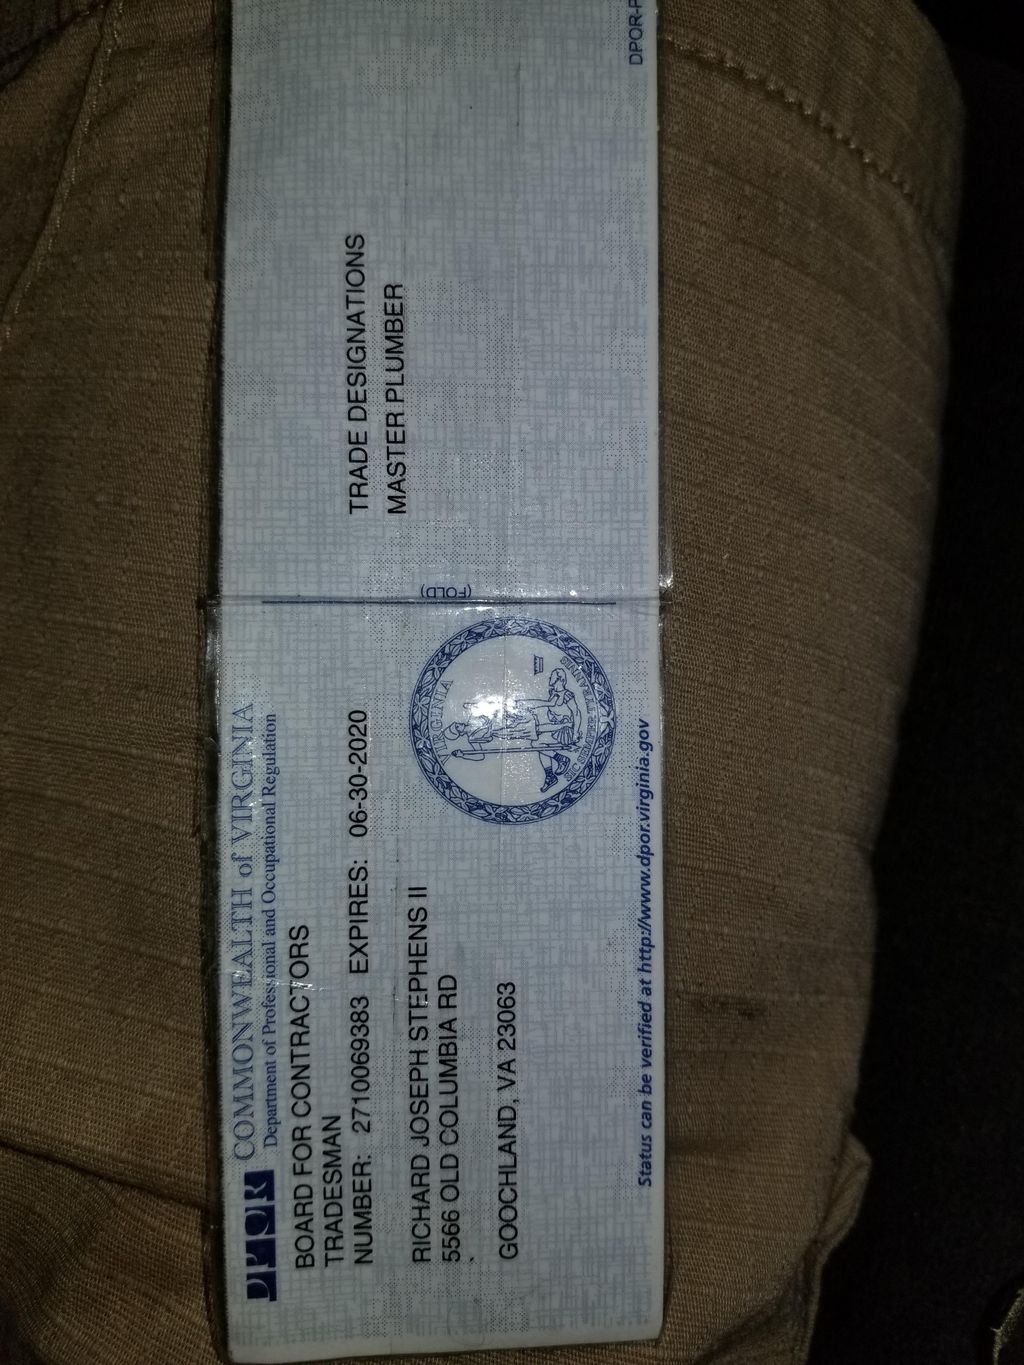 DPOR
COMMONWEALTH of VIRGINIA
Department of Professional and Occupational Regulation
BOARD FOR CONTRACTORS
TRADESMAN
NUMBER: 2710069383 EXPIRES: 06-30-2020
RICHARD JOSEPH STEPHENS II
5566 OLD COLUMBIA RD
GOOCHLAND, VA 23063
VIRGINIA
Status can be verified at http://www.dpor.virginia.gov
(FOLD)
TRADE DESIGNATIONS
MASTER PLUMBER
DPOR-P